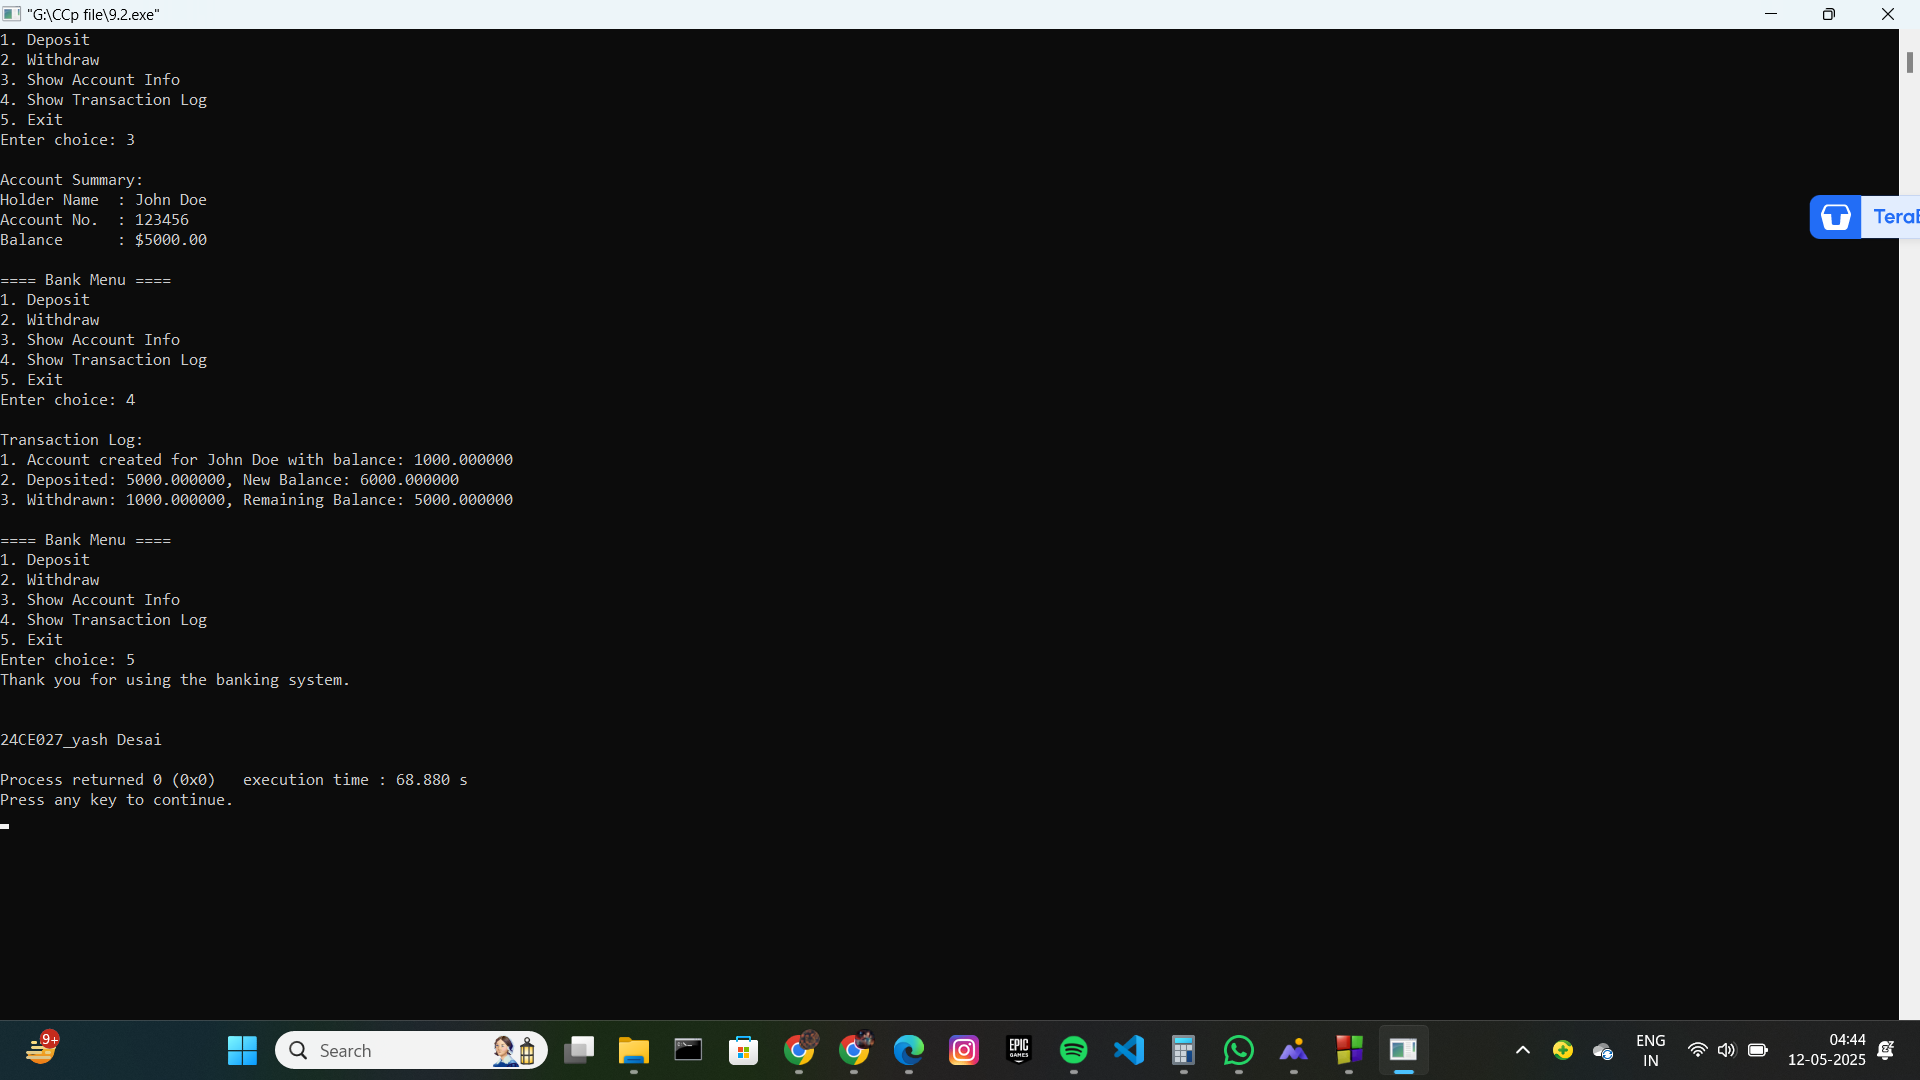 "G:\CCp file\9.2.exe"
1. Deposit
2. Withdraw
3. Show Account Info
4. Show Transaction Log
5. Exit
Enter choice: 3
Account Summary:
Holder Name  : John Doe
Account No.  : 123456
Balance      : $5000.00
==== Bank Menu ====
1. Deposit
2. Withdraw
3. Show Account Info
4. Show Transaction Log
5. Exit
Enter choice: 4
Transaction Log:
1. Account created for John Doe with balance: 1000.000000
2. Deposited: 5000.000000, New Balance: 6000.000000
3. Withdrawn: 1000.000000, Remaining Balance: 5000.000000
==== Bank Menu ====
1. Deposit
2. Withdraw
3. Show Account Info
4. Show Transaction Log
5. Exit
Enter choice: 5
Thank you for using the banking system.
24CE027_yash Desai
Process returned 0 (0x0)   execution time : 68.880 s
Press any key to continue.
9+
Search
EPIC
GAMES
ENG
IN
04:44
12-05-2025